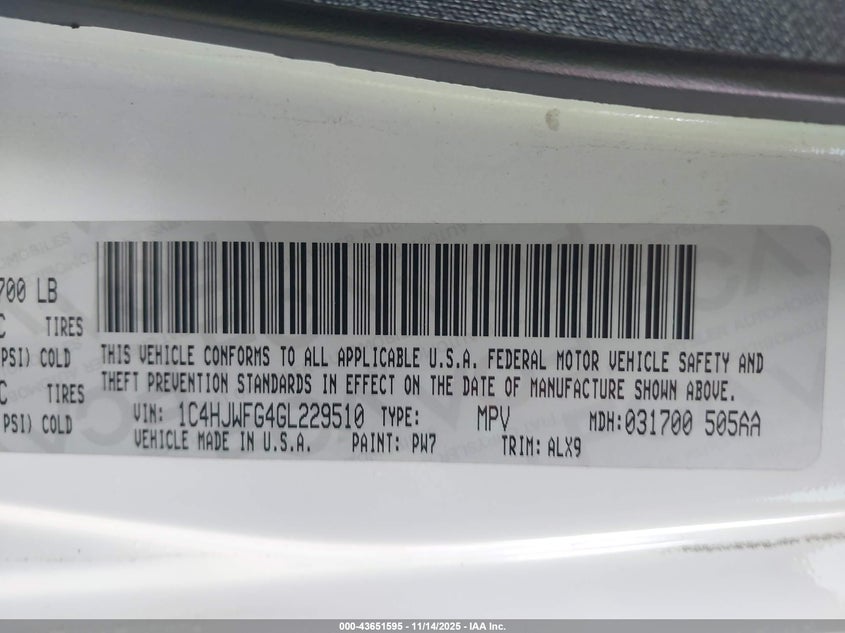 700 LB
C TIRES
PSI) COLD
C TIRES
PSI) COLD
THIS VEHICLE CONFORMS TO ALL APPLICABLE U.S.A. FEDERAL MOTOR VEHICLE SAFETY AND
THEFT PREVENTION STANDARDS IN EFFECT ON THE DATE OF MANUFACTURE SHOWN ABOVE.
VIN: 1C4HJWFG4GL229510 TYPE: MPV MDH:031700 505AA
VEHICLE MADE IN U.S.A. PAINT: PW7 TRIM: ALX9
000-43651595 - 11/14/2025 - IAA Inc.